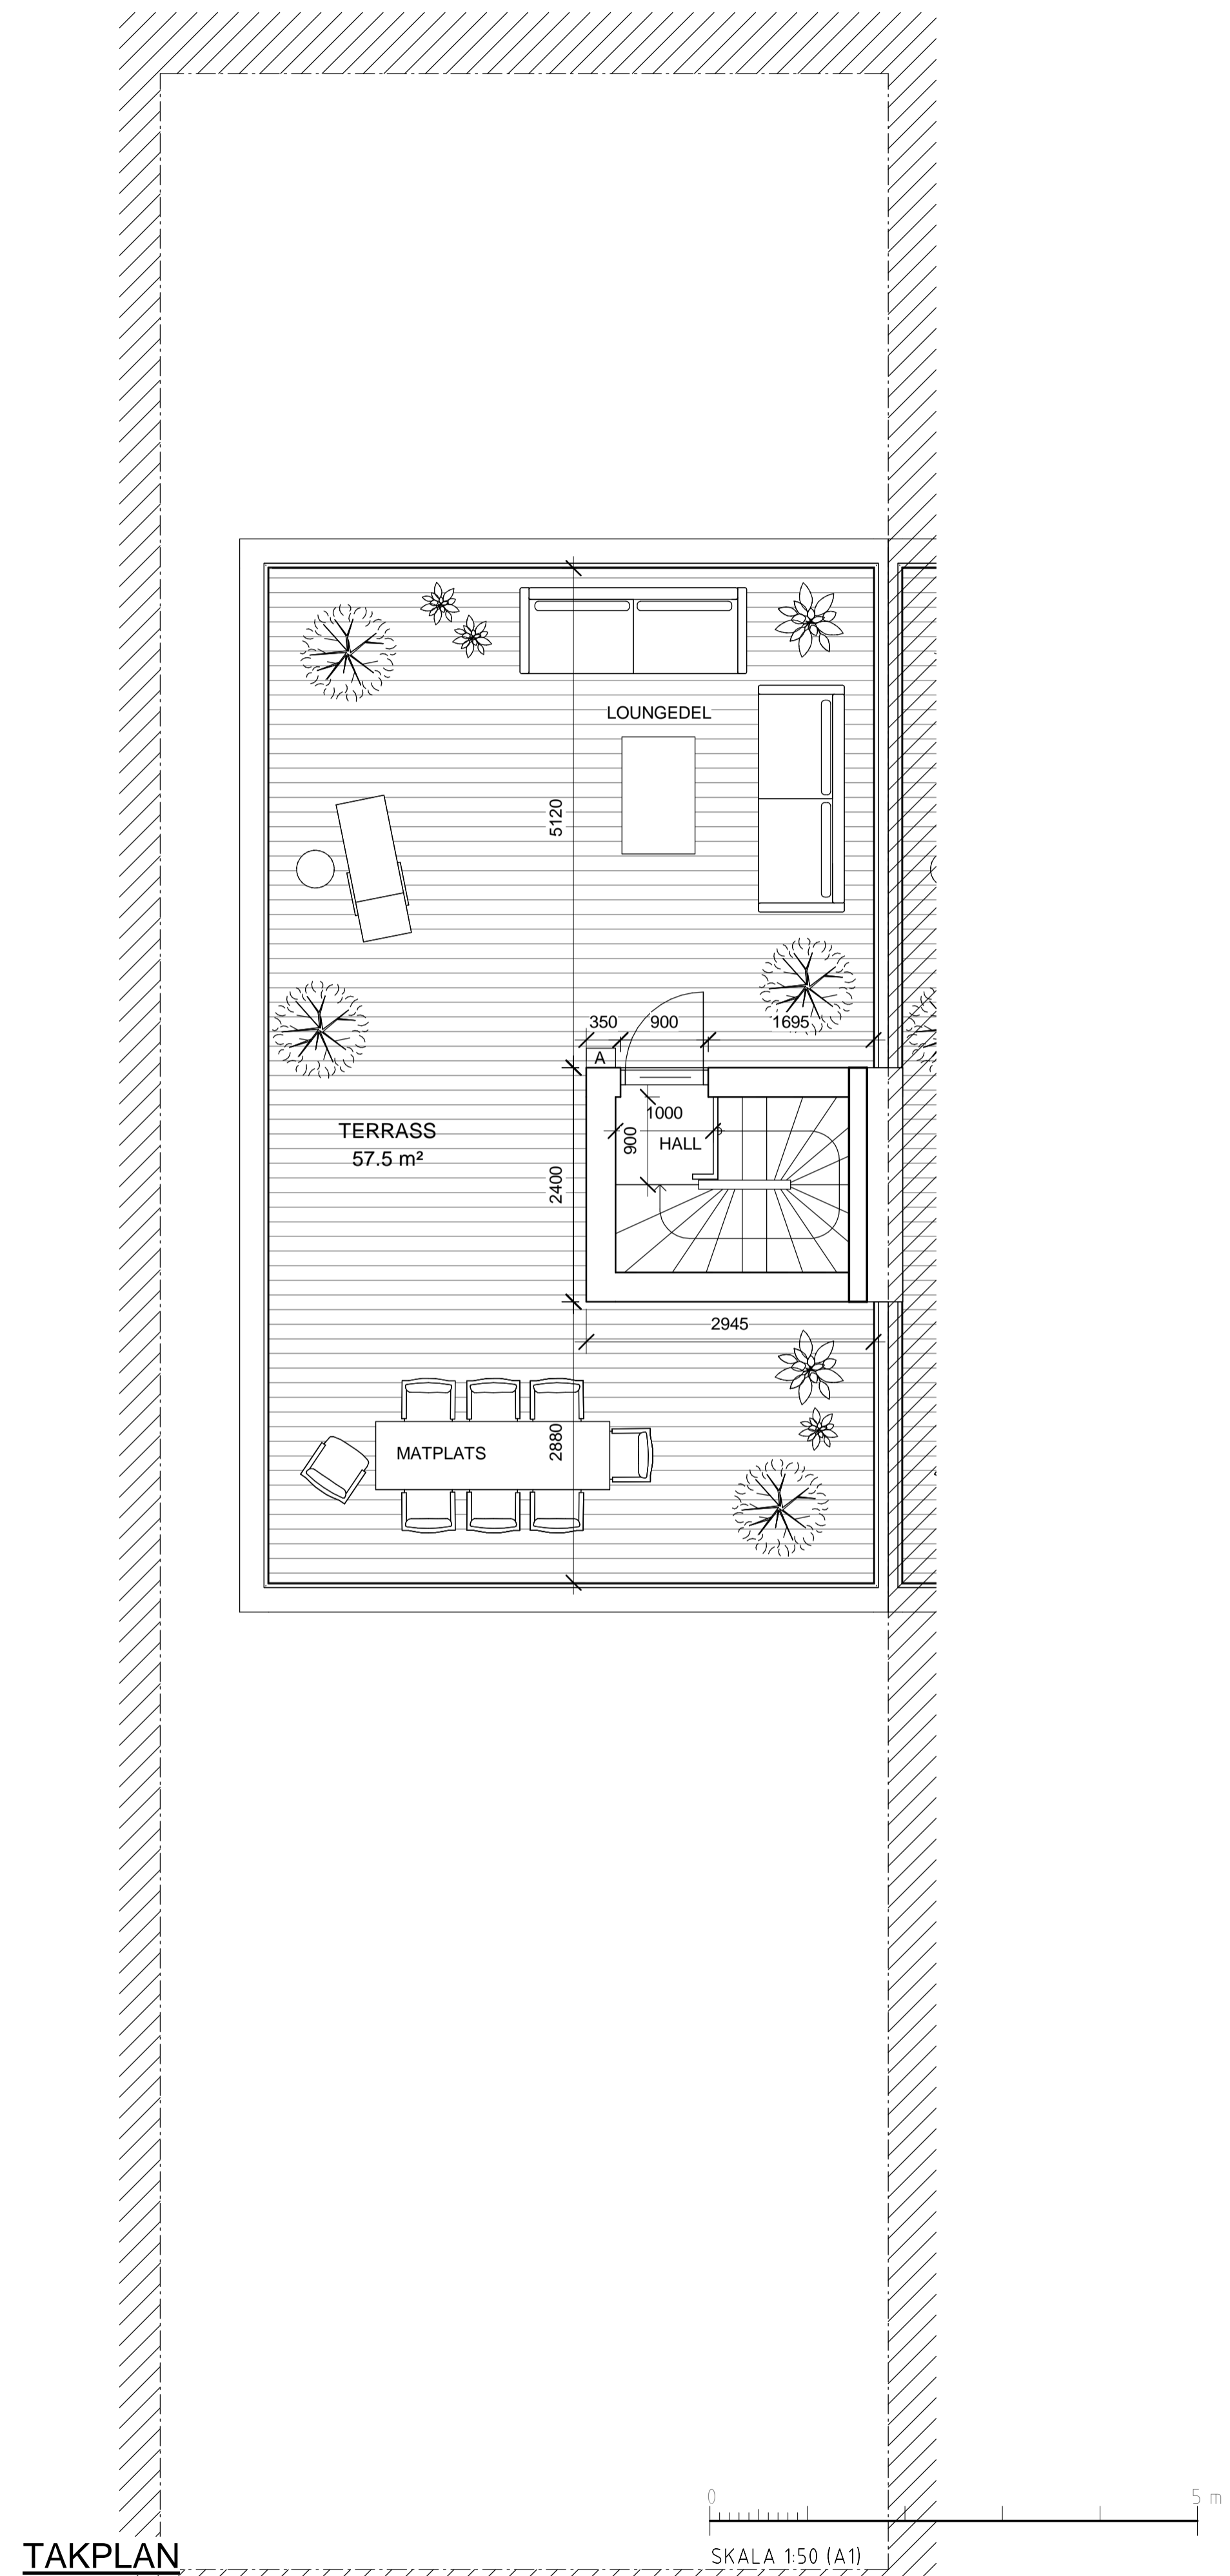 LOUNGEDEL
5120
350
900
1695
A
1000
900
HALL
TERRASS
57.5 m²
2400
2945
MATPLATS
2880
0
5 m
SKALA 1:50 (A1)
TAKPLAN